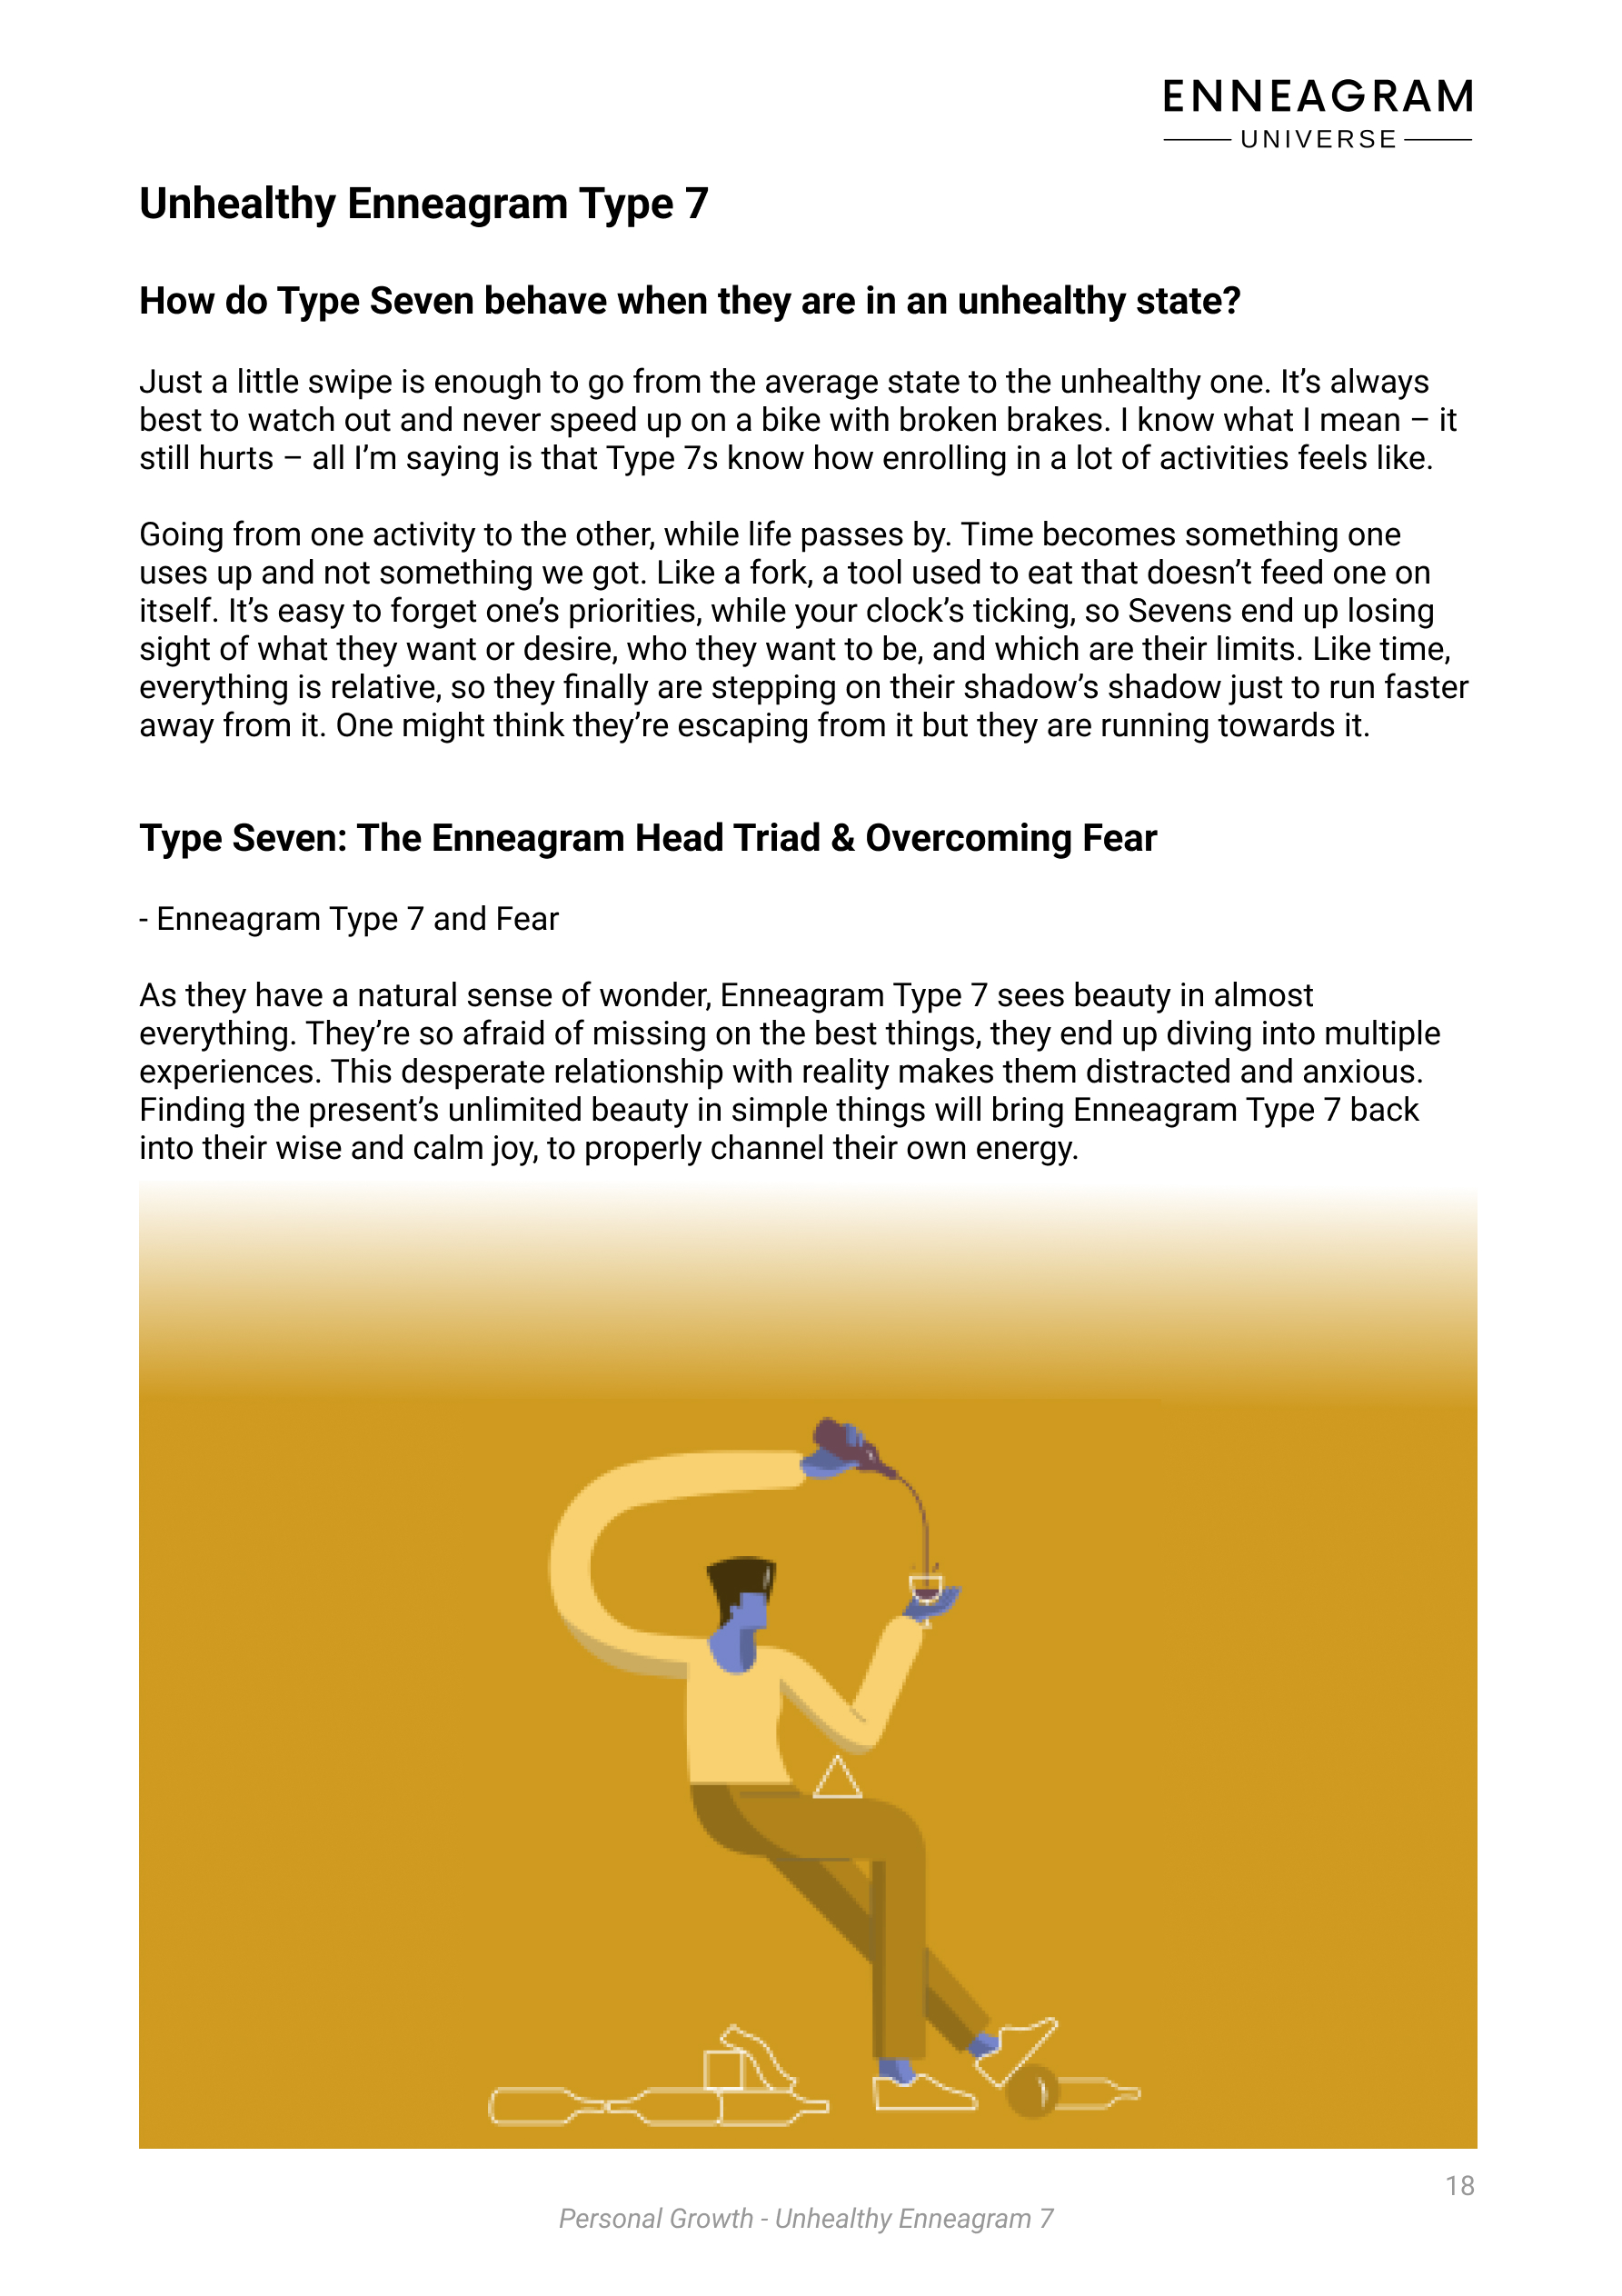 ENNEAGRAM
UNIVERSE
Unhealthy Enneagram Type 7
How do Type Seven behave when they are in an unhealthy state?
Just a little swipe is enough to go from the average state to the unhealthy one. It’s always
best to watch out and never speed up on a bike with broken brakes. I know what I mean – it
still hurts – all I’m saying is that Type 7s know how enrolling in a lot of activities feels like.
Going from one activity to the other, while life passes by. Time becomes something one
uses up and not something we got. Like a fork, a tool used to eat that doesn’t feed one on
itself. It’s easy to forget one’s priorities, while your clock’s ticking, so Sevens end up losing
sight of what they want or desire, who they want to be, and which are their limits. Like time,
everything is relative, so they finally are stepping on their shadow’s shadow just to run faster
away from it. One might think they’re escaping from it but they are running towards it.
Type Seven: The Enneagram Head Triad & Overcoming Fear
- Enneagram Type 7 and Fear
As they have a natural sense of wonder, Enneagram Type 7 sees beauty in almost
everything. They’re so afraid of missing on the best things, they end up diving into multiple
experiences. This desperate relationship with reality makes them distracted and anxious.
Finding the present’s unlimited beauty in simple things will bring Enneagram Type 7 back
into their wise and calm joy, to properly channel their own energy.
18
Personal Growth - Unhealthy Enneagram 7